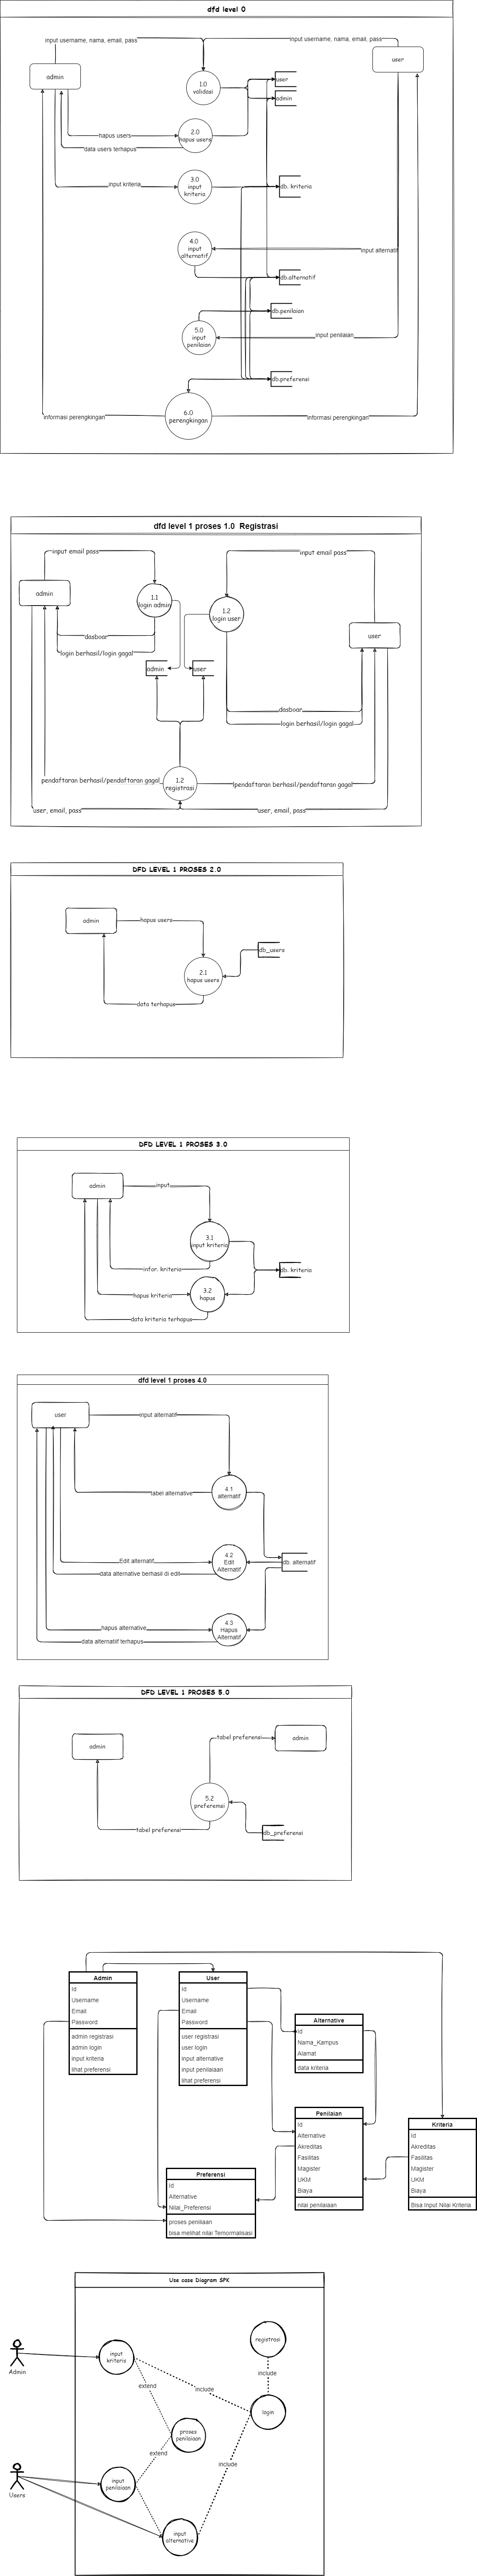 dfd level 0
input username, nama, email, pass
input username, nama, email, pass
admin
user
1.0
validasi
user
admin
hapus users
2.0
hapus users
data users terhapus
input kriteria
3.0
input
kriteria
db. kriteria
4.0
input
alternatif
input alternatif
db.alternatif
db.penilaian
5.0
input
penilaian
input penilaian
db.preferensi
6.0
perengkingan
informasi perengkingan
informasi perengkingan
dfd level 1 proses 1.0 Registrasi
input email pass
input email pass
admin
1.1
login admin
1.2
login user
user
dasboar
login berhasil/login gagal
admin
user
dasboar
login berhasil/login gagal
pendaftaran berhasil/pendaftaran gagal
1.2
registrasi
pendaftaran berhasil/pendaftaran gagal
user, email, pass
user, email, pass
DFD LEVEL 1 PROSES 2.0
admin
hapus users
db_users
2.1
hapus users
data terhapus
DFD LEVEL 1 PROSES 3.0
admin
input
3.1
input kriteria
infor. kriteria
db. kriteria
hapus kriteria
3.2
hapus
data kriteria terhapus
dfd level 1 proses 4.0
user
input alternatif
tabel alternative
4.1
alternatif
Edit alternatif
4.2
Edit
Alternatif
db. alternatif
data alternative berhasil di edit
hapus alternative
4.3
Hapus
Alternatif
data alternatiif terhapus
DFD LEVEL 1 PROSES 5.0
admin
tabel preferensi
admin
5.2
preferemsi
tabel preferensi
db_preferensi
Admin
Id
Username
Email
Password
admin registrasi
admin login
input kriteria
lihat preferensi
User
Id
Username
Email
Password
user registrasi
user login
input alternative
input penilaiaan
lihat preferensi
Alternative
Id
Nama_Kampus
Alamat
data kriteria
Penilaian
Id
Alternative
Akreditas
Fasilitas
Magister
UKM
Biaya
nilai penilaiaan
Kriteria
Id
Akreditas
Fasilitas
Magister
UKM
Biaya
Bisa Input Nilai Kriteria
Preferensi
Id
Alternative
Nilai_Preferensi
proses peniliaan
bisa melihat nilai Ternormalisasi
Use case Diagram SPK
registrasi
Admin
input
kriteris
include
extend
include
login
proses
penilaiaan
extend
include
Users
input
penilaiaan
input
alternative